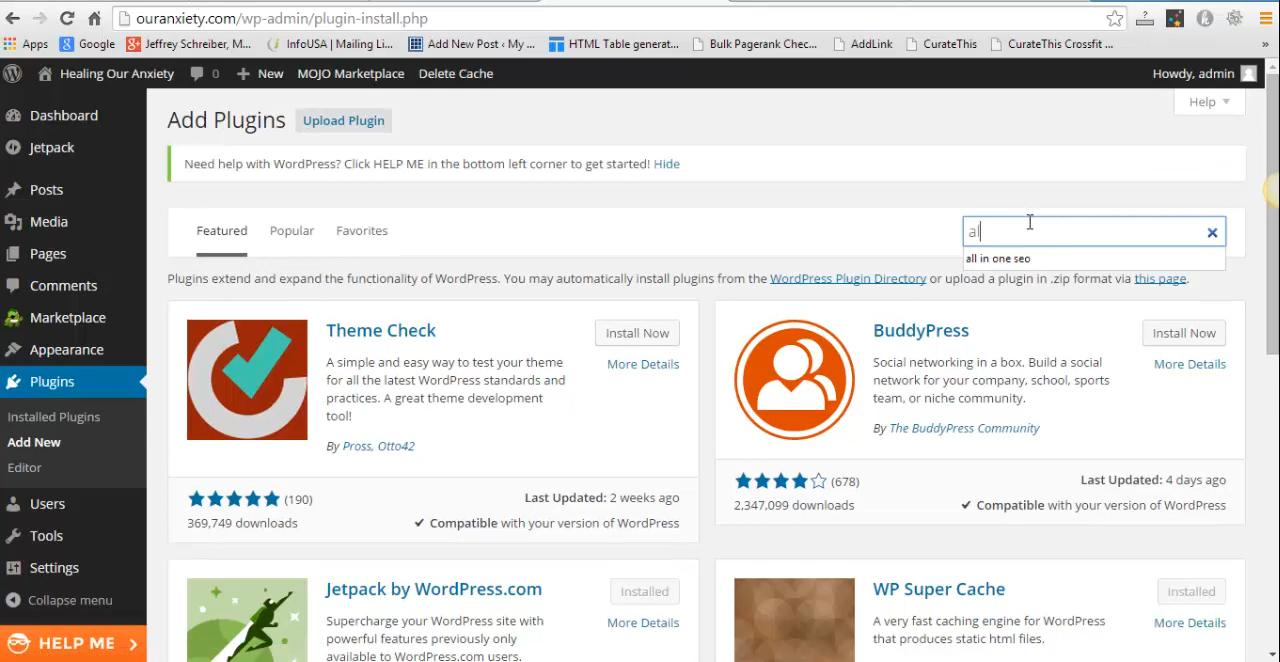 ouranxiety.com/wp-admin/plugin-install.php
Apps Google Jeffrey Schreiber, M... InfoUSA | Mailing Li... Add New Post ‹ My ... HTML Table generat... Bulk Pagerank Chec... AddLink CurateThis CurateThis Crossfit ... »
Healing Our Anxiety 0 + New MOJO Marketplace Delete Cache Howdy, admin
Dashboard
Jetpack
Posts
Media
Pages
Comments
Marketplace
Appearance
Plugins
Installed Plugins
Add New
Editor
Users
Tools
Settings
Collapse menu
HELP ME
Help
Add Plugins Upload Plugin
Need help with WordPress? Click HELP ME in the bottom left corner to get started! Hide
Featured Popular Favorites al
all in one seo
Plugins extend and expand the functionality of WordPress. You may automatically install plugins from the WordPress Plugin Directory or upload a plugin in .zip format via this page.
Theme Check Install Now
More Details
A simple and easy way to test your theme
for all the latest WordPress standards and
practices. A great theme development
tool!
By Pross, Otto42
(190) Last Updated: 2 weeks ago
369,749 downloads ✔ Compatible with your version of WordPress
BuddyPress Install Now
More Details
Social networking in a box. Build a social
network for your company, school, sports
team, or niche community.
By The BuddyPress Community
(678) Last Updated: 4 days ago
2,347,099 downloads ✔ Compatible with your version of WordPress
Jetpack by WordPress.com Installed
More Details
Supercharge your WordPress site with
powerful features previously only
available to WordPress.com users.
WP Super Cache Installed
More Details
A very fast caching engine for WordPress
that produces static html files.